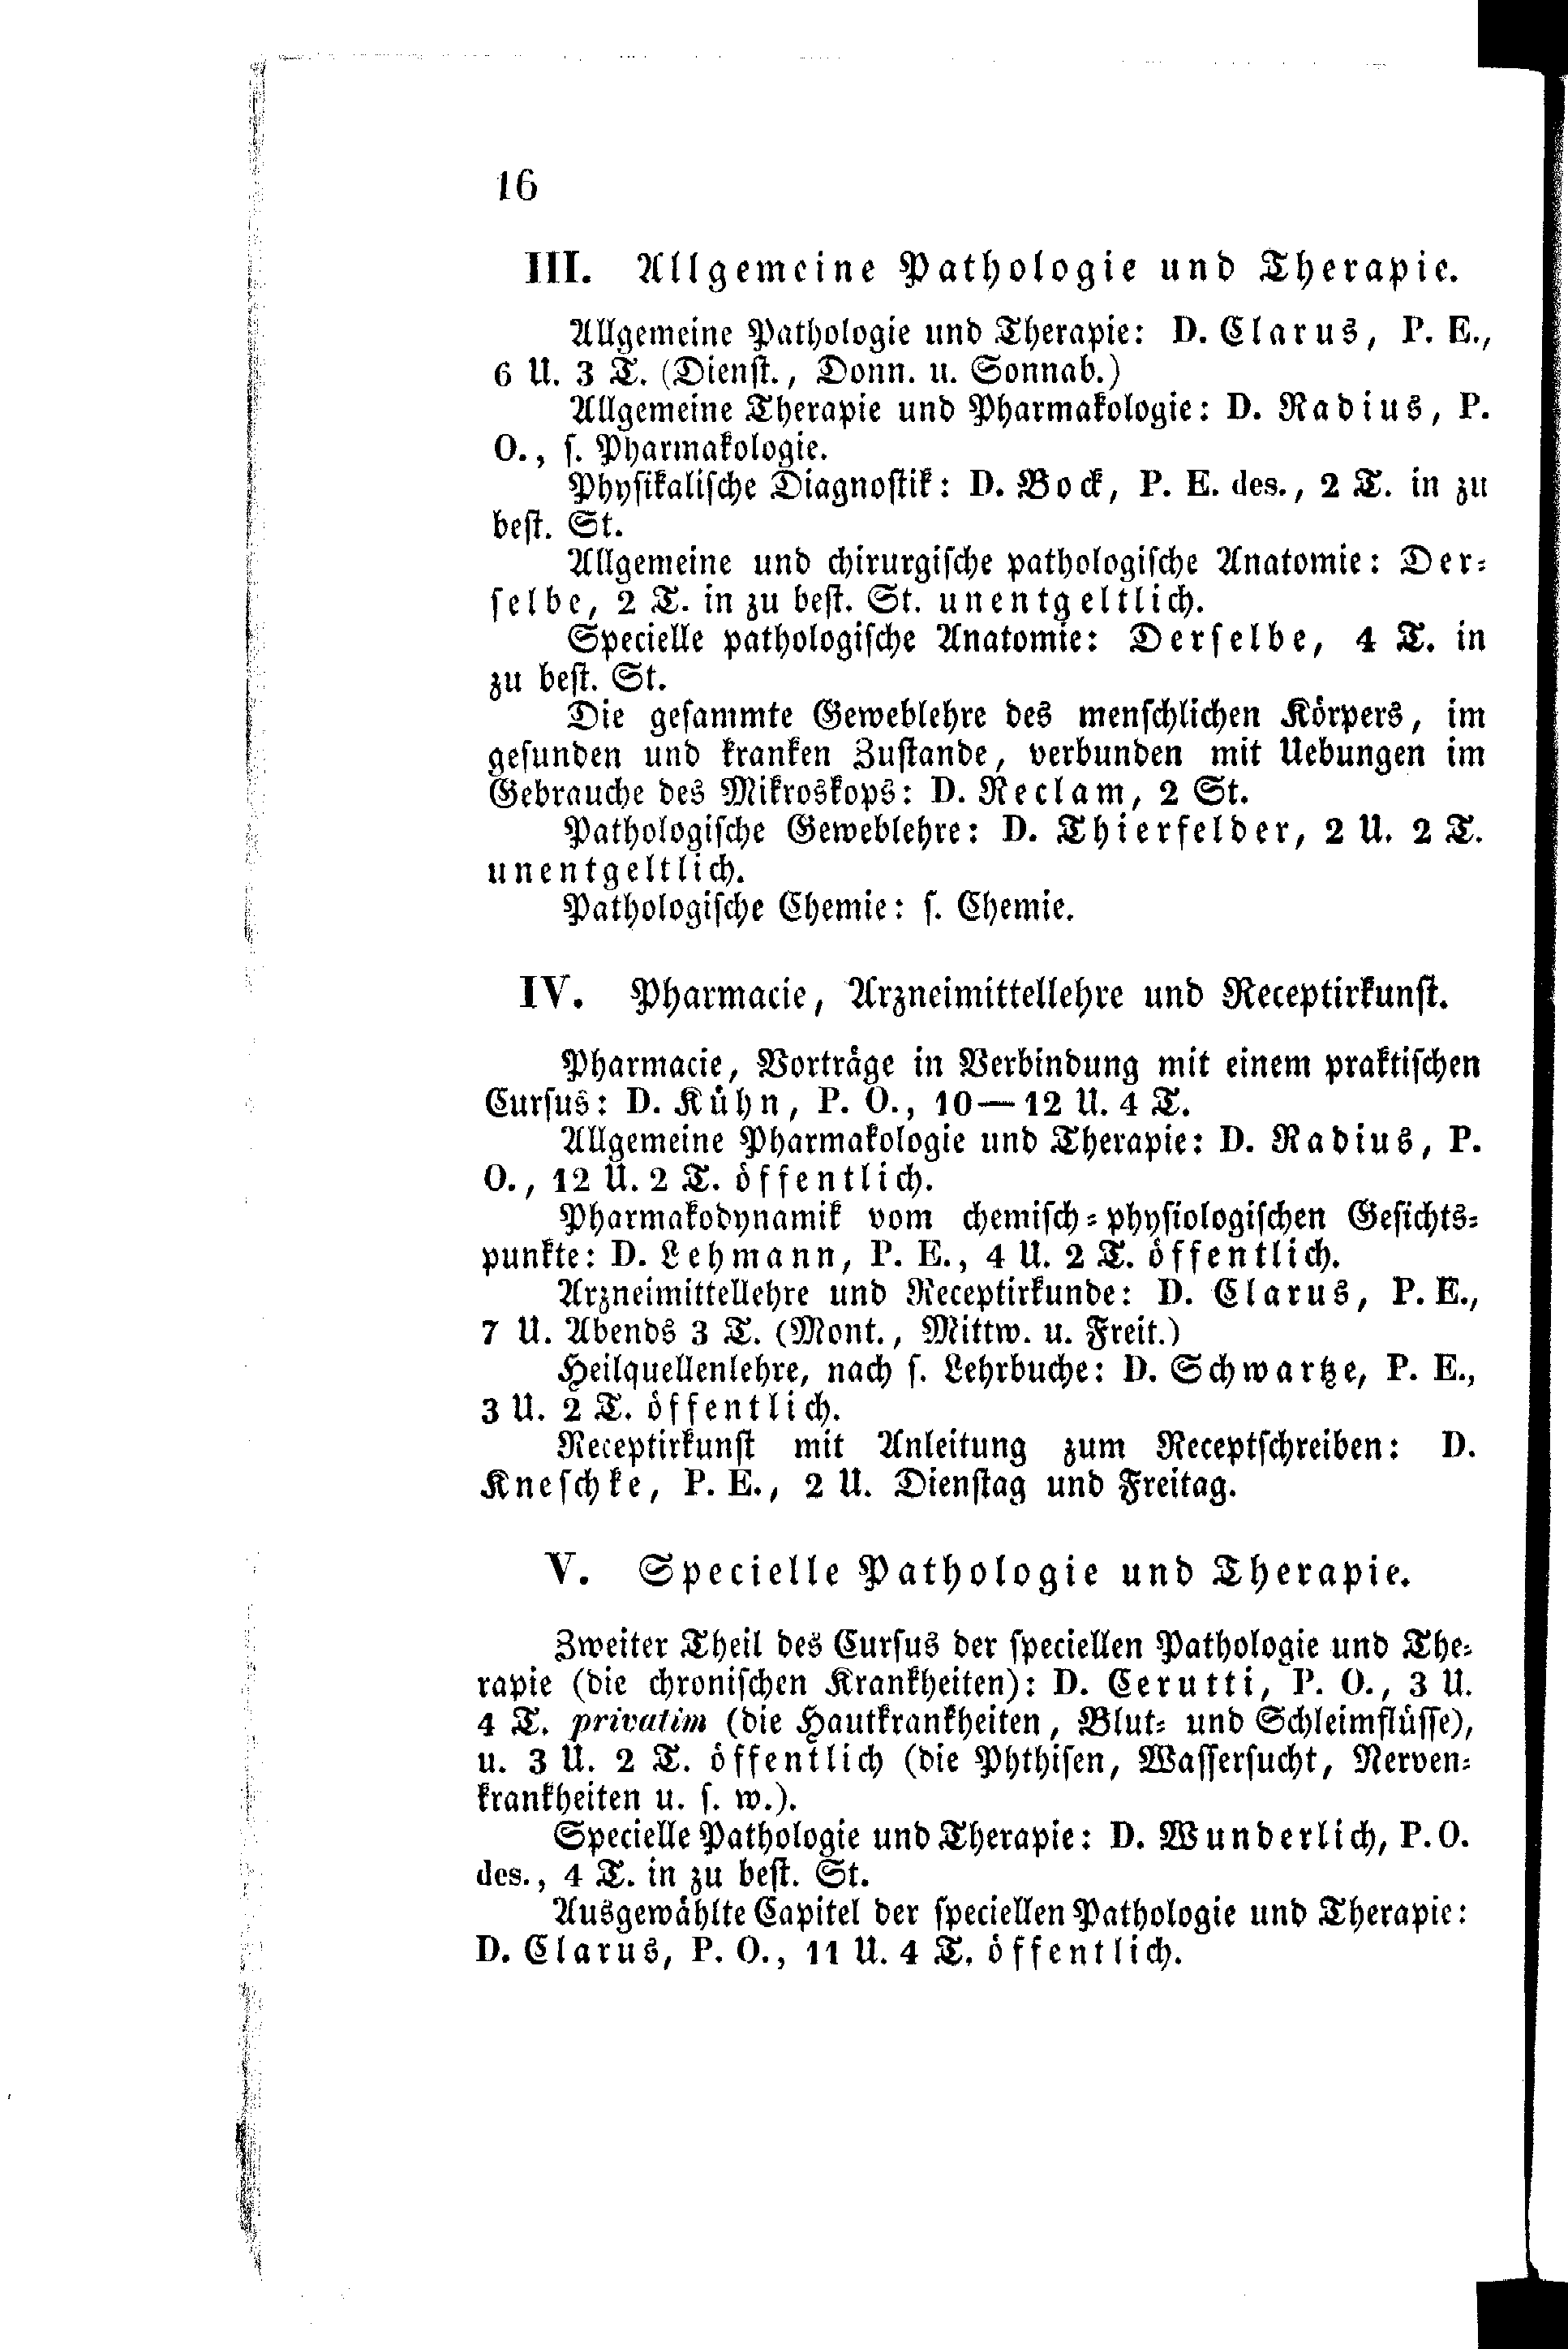 16
III. Allgemeine Pathologie und Therapie.
Allgemeine Pathologie und Therapie: D. Clarus, P. E.,
6 U. 3 T. (Dienst., Donn. u. Sonnab.)
Allgemeine Therapie und Pharmakologie: D. Radius, P.
O., s. Pharmakologie.
Physikalische Diagnostik: D. Bock, P. E. des., 2 T. in zu
best. St.
Allgemeine und chirurgische pathologische Anatomie: Der-
selbe, 2 T. in zu best. St. unentgeltlich.
Specielle pathologische Anatomie: Derselbe, 4 T. in
zu best. St.
Die gesammte Geweblehre des menschlichen Körpers, im
gesunden und kranken Zustande, verbunden mit Uebungen im
Gebrauche des Mikroskops: D. Reclam, 2 St.
Pathologische Geweblehre: D. Thierfelder, 2 U. 2 T.
unentgeltlich.
Pathologische Chemie: s. Chemie.
IV. Pharmacie, Arzneimittellehre und Receptirkunst.
Pharmacie, Vorträge in Verbindung mit einem praktischen
Cursus: D. Kühn, P. O., 10—12 U. 4 T.
Allgemeine Pharmakologie und Therapie: D. Radius, P.
O., 12 U. 2 T. öffentlich.
Pharmakodynamik vom chemisch-physiologischen Gesichts-
punkte: D. Lehmann, P. E., 4 U. 2 T. öffentlich.
Arzneimittellehre und Receptirkunde: D. Clarus, P. E.,
7 U. Abends 3 T. (Mont., Mittw. u. Freit.)
Heilquellenlehre, nach s. Lehrbuche: D. Schwartze, P. E.,
3 U. 2 T. öffentlich.
Receptirkunst mit Anleitung zum Receptschreiben: D.
Kneschke, P. E., 2 U. Dienstag und Freitag.
V. Specielle Pathologie und Therapie.
Zweiter Theil des Cursus der speciellen Pathologie und The-
rapie (die chronischen Krankheiten): D. Cerutti, P. O., 3 U.
4 T. privatim (die Hautkrankheiten, Blut- und Schleimflüsse),
u. 3 U. 2 T. öffentlich (die Phthisen, Wassersucht, Nerven-
krankheiten u. s. w.).
Specielle Pathologie und Therapie: D. Wunderlich, P. O.
des., 4 T. in zu best. St.
Ausgewählte Capitel der speciellen Pathologie und Therapie:
D. Clarus, P. O., 11 U. 4 T. öffentlich.